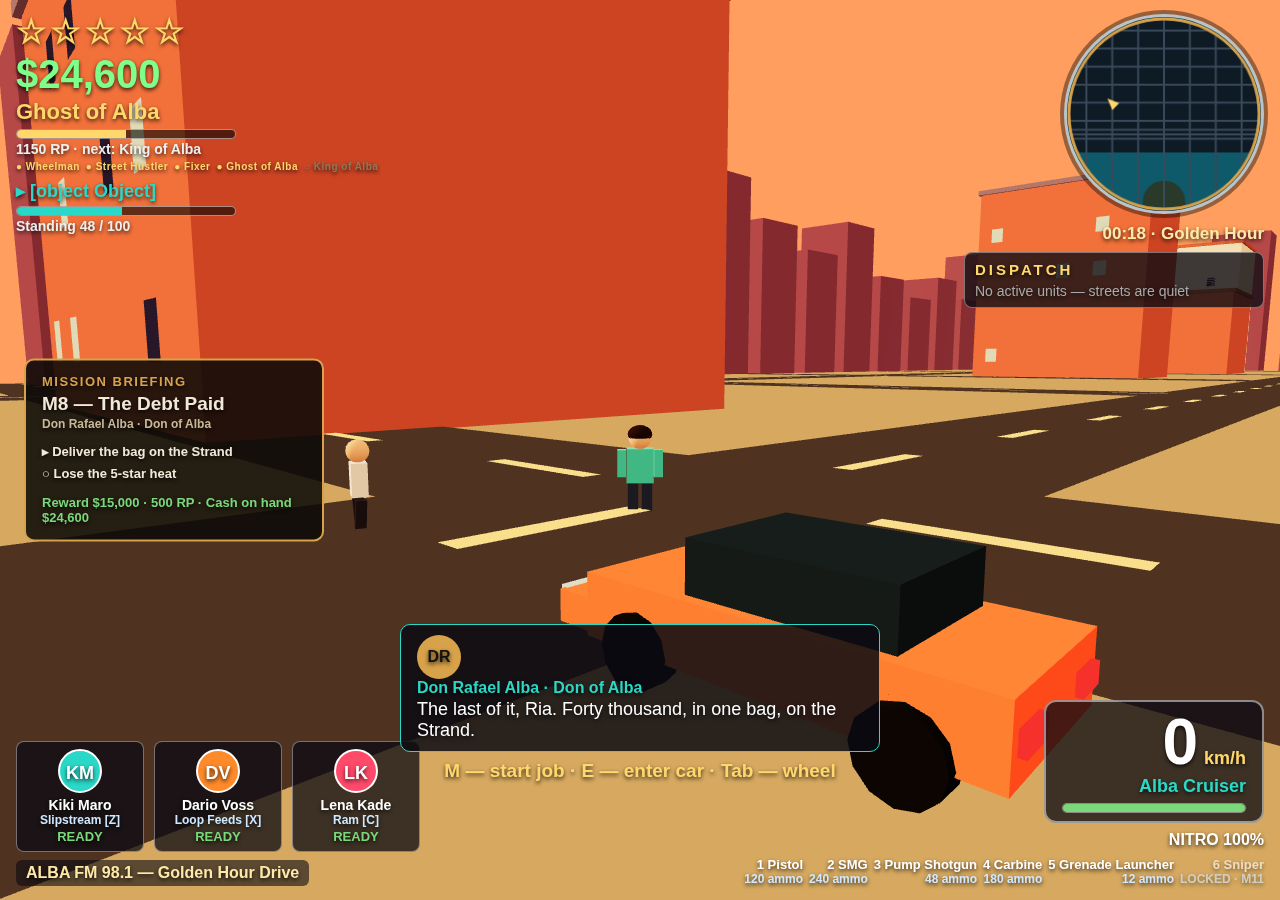 $24,600
Ghost of Alba
1150 RP · next: King of Alba
● Wheelman ● Street Hustler ● Fixer ● Ghost of Alba ○ King of Alba
▸ [object Object]
Standing 48 / 100
00:18 · Golden Hour
DISPATCH
No active units — streets are quiet
MISSION BRIEFING
M8 — The Debt Paid
Don Rafael Alba · Don of Alba
▸ Deliver the bag on the Strand
○ Lose the 5-star heat
Reward $15,000 · 500 RP · Cash on hand
$24,600
DR
Don Rafael Alba · Don of Alba
The last of it, Ria. Forty thousand, in one bag, on the
Strand.
M — start job · E — enter car · Tab — wheel
KM
Kiki Maro
Slipstream [Z]
READY
DV
Dario Voss
Loop Feeds [X]
READY
LK
Lena Kade
Ram [C]
READY
ALBA FM 98.1 — Golden Hour Drive
0 km/h
Alba Cruiser
NITRO 100%
1 Pistol 2 SMG 3 Pump Shotgun 4 Carbine 5 Grenade Launcher 6 Sniper
120 ammo 240 ammo 48 ammo 180 ammo 12 ammo LOCKED · M11